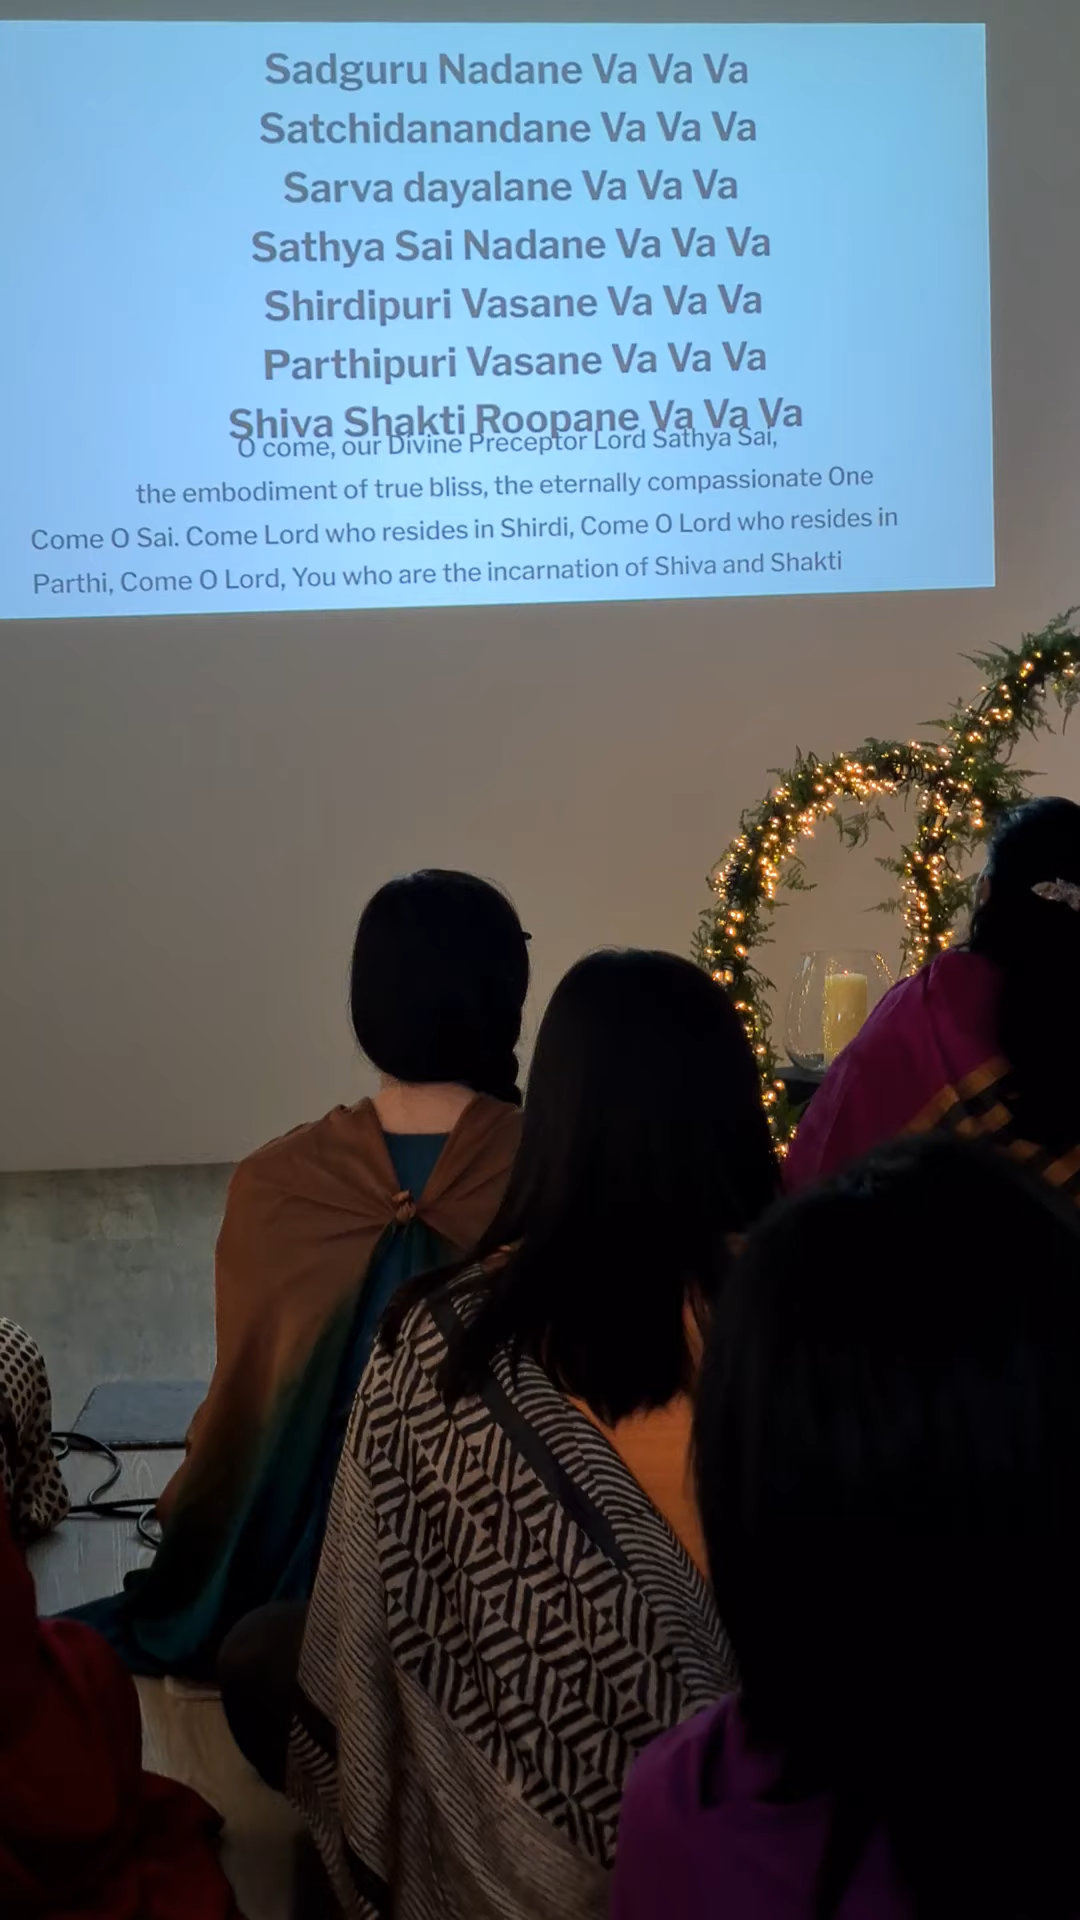 Sadguru Nadane Va Va Va
Satchidanandane Va Va Va
Sarva dayalane Va Va Va
Sathya Sai Nadane Va Va Va
Shirdipuri Vasane Va Va Va
Parthipuri Vasane Va Va Va
Shiva Shakti Roopane Va Va Va
O come, our Divine Preceptor Lord Sathya Sai,
the embodiment of true bliss, the eternally compassionate One
Come O Sai. Come Lord who resides in Shirdi, Come O Lord who resides in
Parthi, Come O Lord, You who are the incarnation of Shiva and Shakti